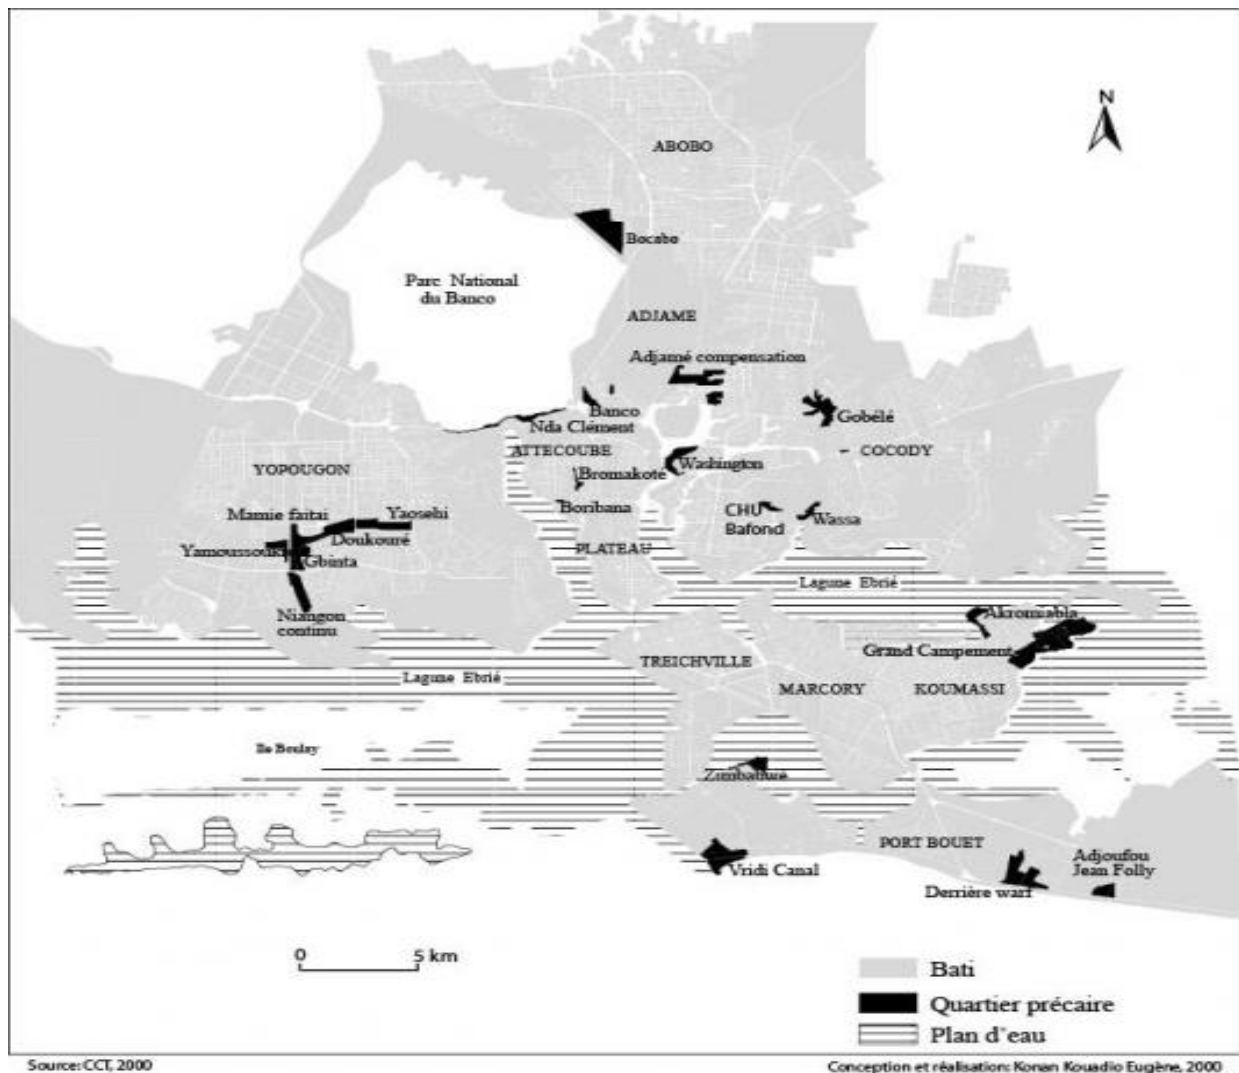 N
ABOBO
Bocabo
Parc National
du Banco
ADJAME
Adjamé compensation
Banco
Nda Clément
Gobélé
ATTECOUBE
COCODY
YOPOUGON
Bromakoté
Washington
Mamie faitai
Yaosehi
Boribana
CHU
Bafond
Wassa
Doukouré
Gbinta
PLATEAU
Niangon
continu
Lagune Ebrié
Akromiabla
Grand Campement
TREICHVILLE
Lagune Ebrié
MARCORY
KOUMASSI
Ile Boulay
PORT BOUET
Adjoufou
Jean Folly
Vridi Canal
Derrière warf
0
5 km
Bati
Quartier précaire
Plan d'eau
Source: CCT, 2000
Conception et réalisation: Konan Kouadio Eugène, 2000